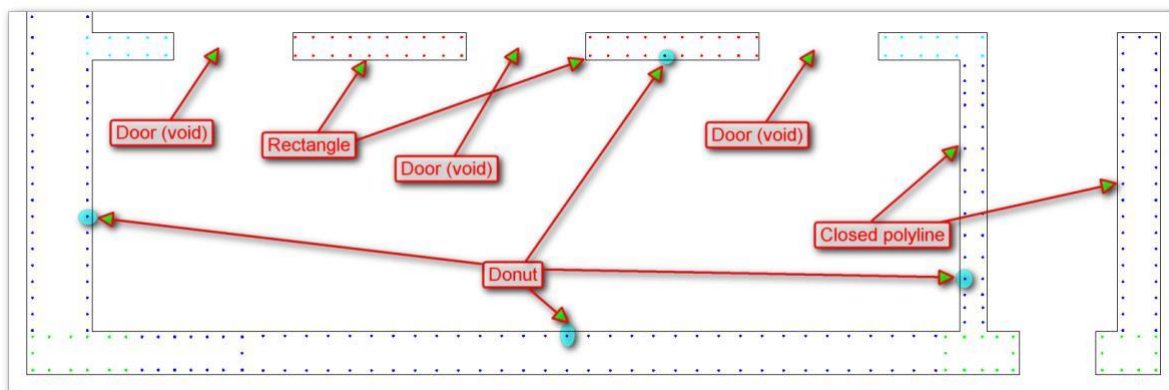 Door (void)
Rectangle
Door (void)
Door (void)
Closed polyline
Donut